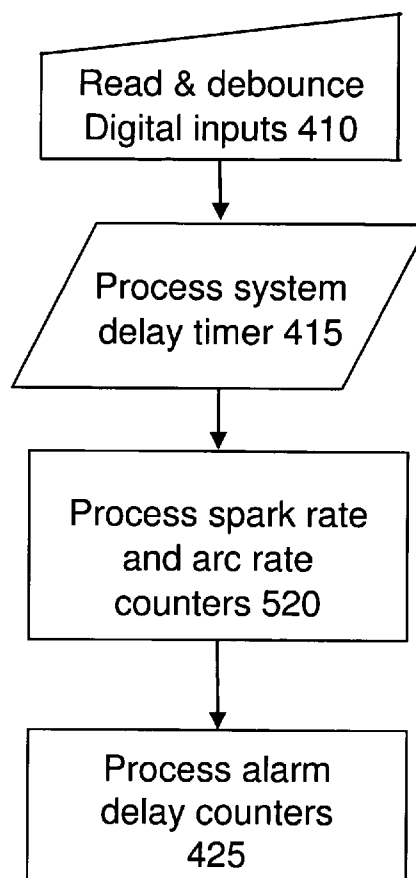 Read & debounce
Digital inputs 410
Process system
delay timer 415
Process spark rate
and arc rate
counters 520
Process alarm
delay counters
425